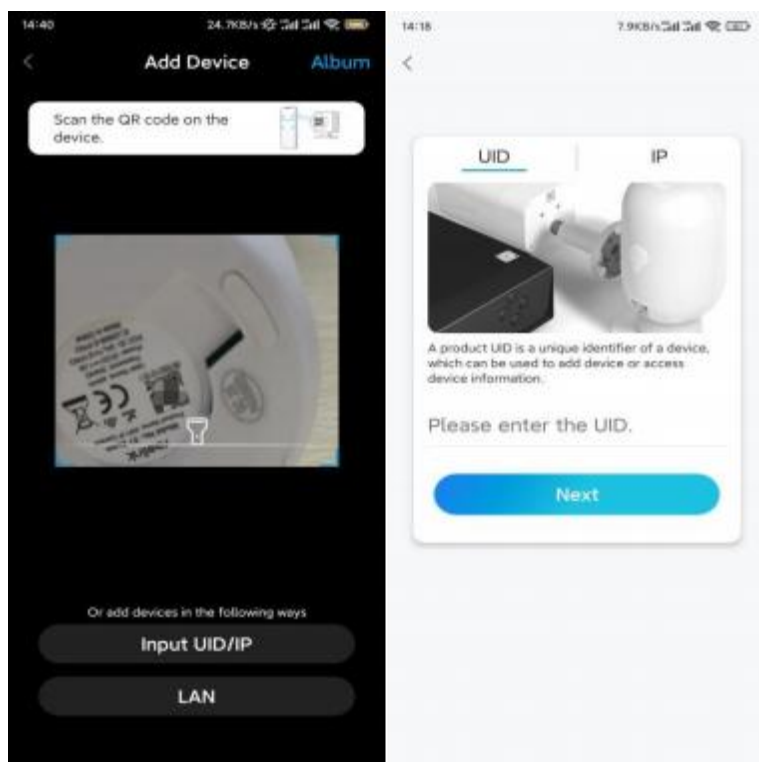 14:40
24.7KB/s
Add Device
Album
Scan the QR code on the
device.
Or add devices in the following ways
Input UID/IP
LAN
14:18
7.9KB/s
UID
IP
A product UID is a unique identifier of a device,
which can be used to add device or access
device information.
Please enter the UID.
Next